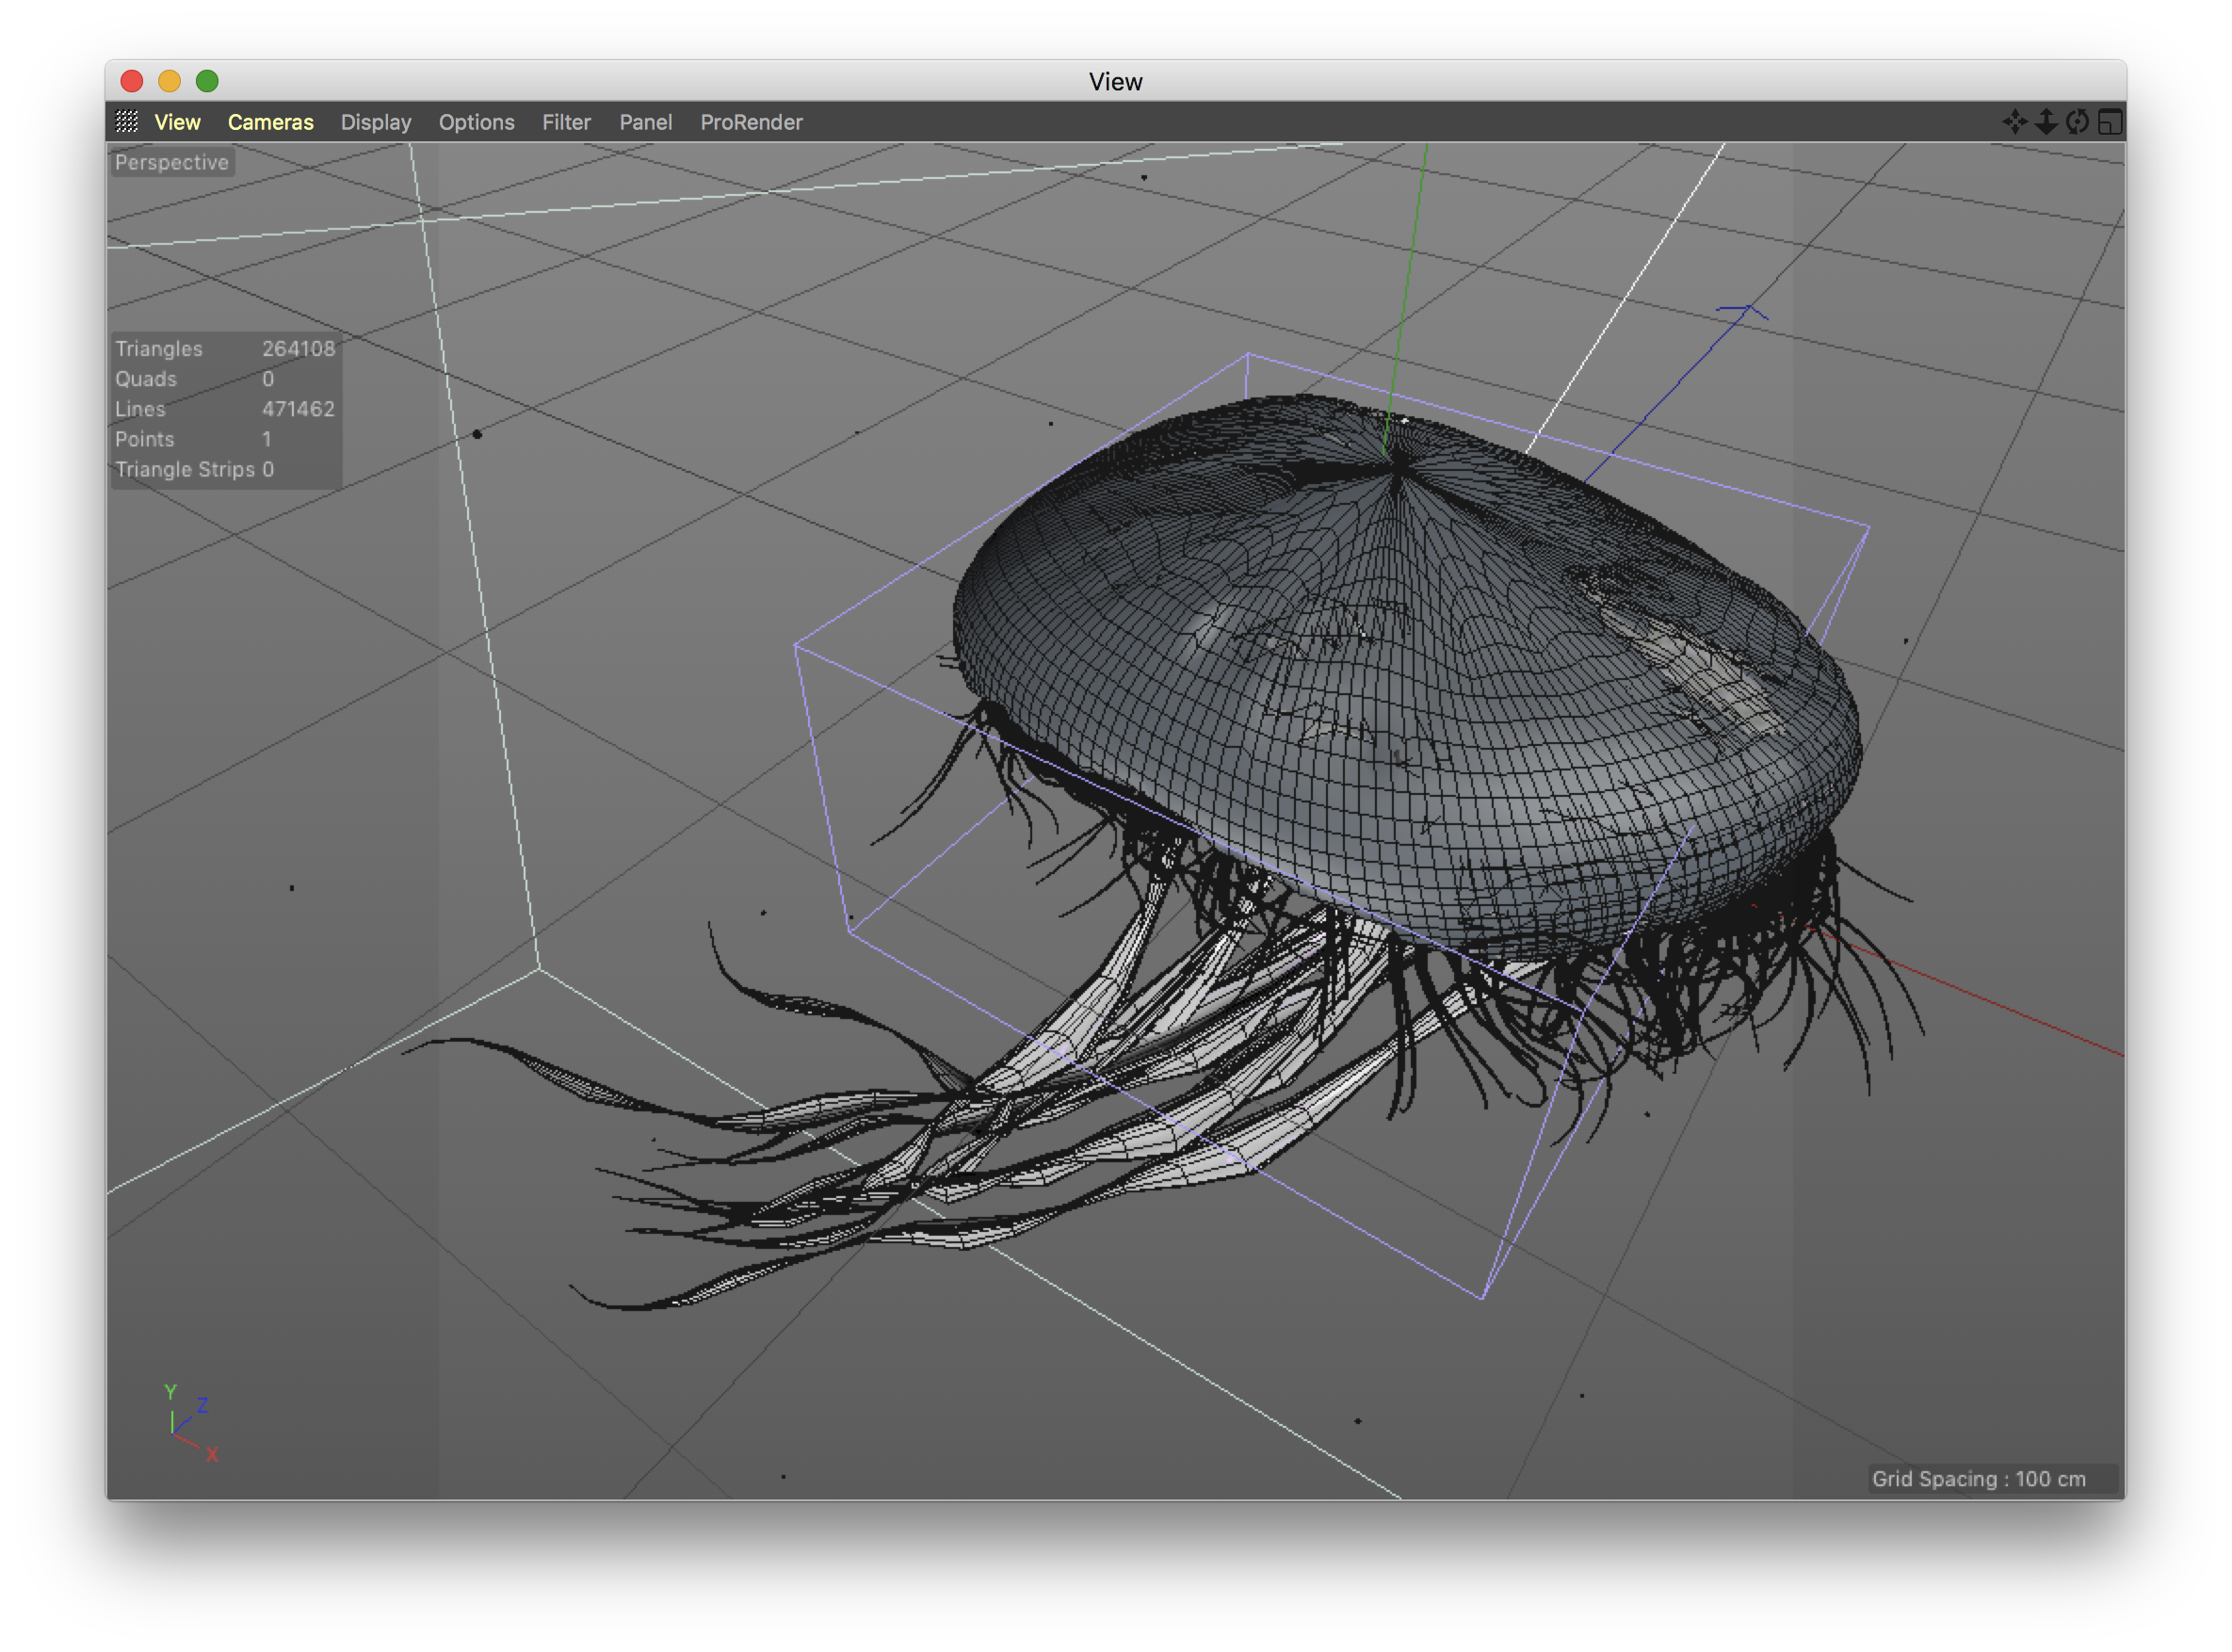 View
View Cameras Display Options Filter Panel ProRender
Perspective
Triangles 264108
Quads 0
Lines 471462
Points 1
Triangle Strips 0
Y
Z
X
Grid Spacing : 100 cm